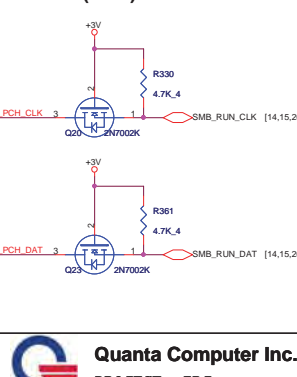 +3V
2
R330
4.7K_4
PCH_CLK 3 1 SMB_RUN_CLK [14,15,2
Q20 2N7002K
+3V
2
R361
4.7K_4
PCH_DAT 3 1 SMB_RUN_DAT [14,15,2
Q23 2N7002K
Quanta Computer Inc.